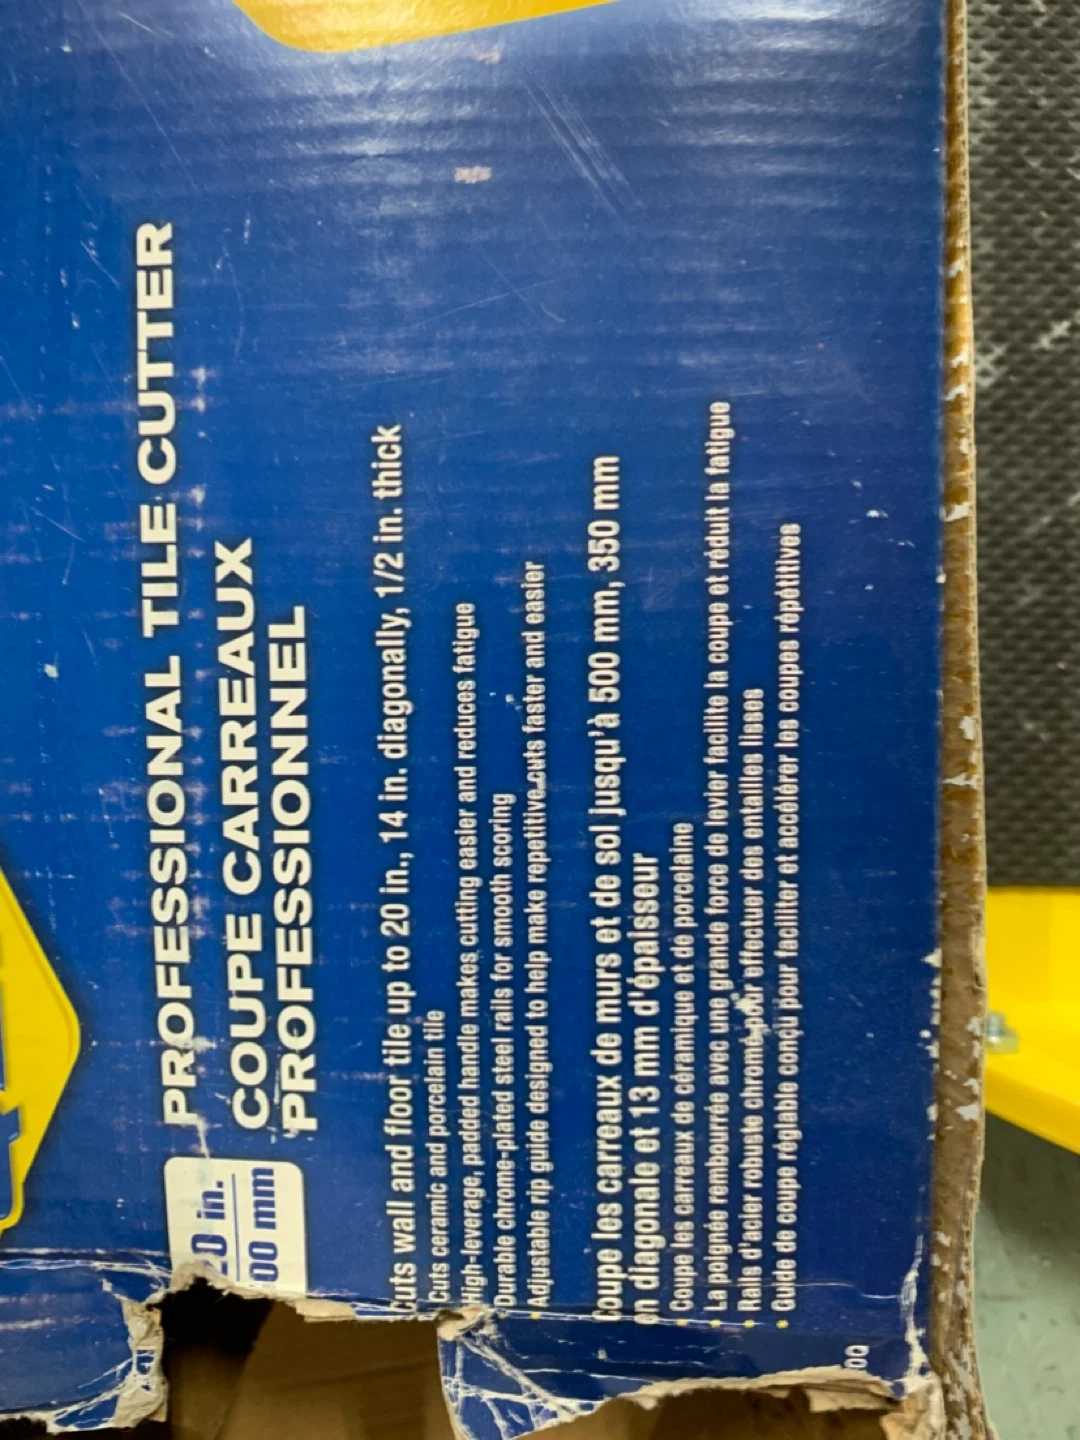 PROFESSIONAL TILE CUTTER
COUPE CARREAUX
PROFESSIONNEL
0 in.
00 mm
Cuts wall and floor tile up to 20 in., 14 in. diagonally, 1/2 in. thick
Cuts ceramic and porcelain tile
High-leverage, padded handle makes cutting easier and reduces fatigue
Durable chrome-plated steel rails for smooth scoring
• Adjustable rip guide designed to help make repetitive cuts faster and easier
Coupe les carreaux de murs et de sol jusqu'à 500 mm, 350 mm
en diagonale et 13 mm d'épaisseur
• Coupe les carreaux de céramique et de porcelaine
• La poignée rembourrée avec une grande force de levier facilite la coupe et réduit la fatigue
• Rails d'acier robuste chromé pour effectuer des entailles lisses
• Guide de coupe réglable conçu pour faciliter et accélérer les coupes répétitives